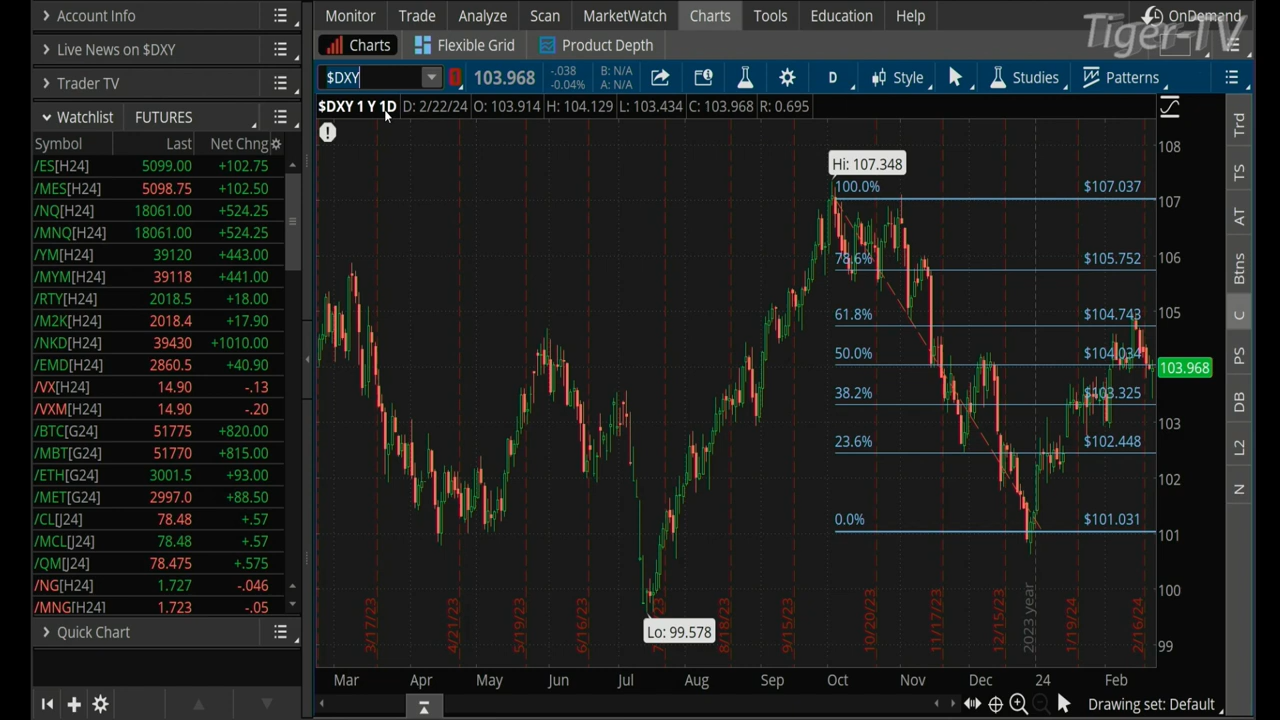 Account Info
Monitor Trade Analyze Scan MarketWatch Charts Tools Education Help
OnDemand
Tiger-TV
Live News on $DXY
Charts Flexible Grid Product Depth
Tiger TV
$DXY 103.968 -.038 -0.04% B: N/A A: N/A D Style Studies Patterns
Watchlist FUTURES
$DXY 1 Y 1D D: 2/22/24 O: 103.914 H: 104.129 L: 103.434 C: 103.968 R: 0.695
Symbol Last Net Chng
/ES[H24] 5099.00 +102.75
/MES[H24] 5098.75 +102.50
/NQ[H24] 18061.00 +524.25
/MNQ[H24] 18061.00 +524.25
/YM[H24] 39120 +443.00
/MYM[H24] 39118 +441.00
/RTY[H24] 2018.5 +18.00
/M2K[H24] 2018.4 +17.90
/NKD[H24] 39430 +1010.00
/EMD[H24] 2860.5 +40.90
/VX[H24] 14.90 -.13
/VXM[H24] 14.90 -.20
/BTC[G24] 51775 +820.00
/MBT[G24] 51770 +815.00
/ETH[G24] 3001.5 +93.00
/MET[G24] 2997.0 +88.50
/CL[J24] 78.48 +.57
/MCL[J24] 78.48 +.57
/QM[J24] 78.475 +.575
/NG[H24] 1.727 -.046
/MNG[H24] 1.723 -.05
Quick Chart
Hi: 107.348
100.0% $107.037
78.6% $105.752
61.8% $104.743
50.0% $104.034
38.2% $103.325
23.6% $102.448
0.0% $101.031
Lo: 99.578
108
107
106
105
103.968
103
102
101
100
99
3/17/23
4/21/23
5/19/23
6/16/23
8/18/23
9/15/23
10/20/23
11/17/23
12/15/23
2023 year
1/19/24
2/16/24
Mar Apr May Jun Jul Aug Sep Oct Nov Dec 24 Feb
Drawing set: Default
Trd
TS
AT
Btns
C
PS
DB
L2
N